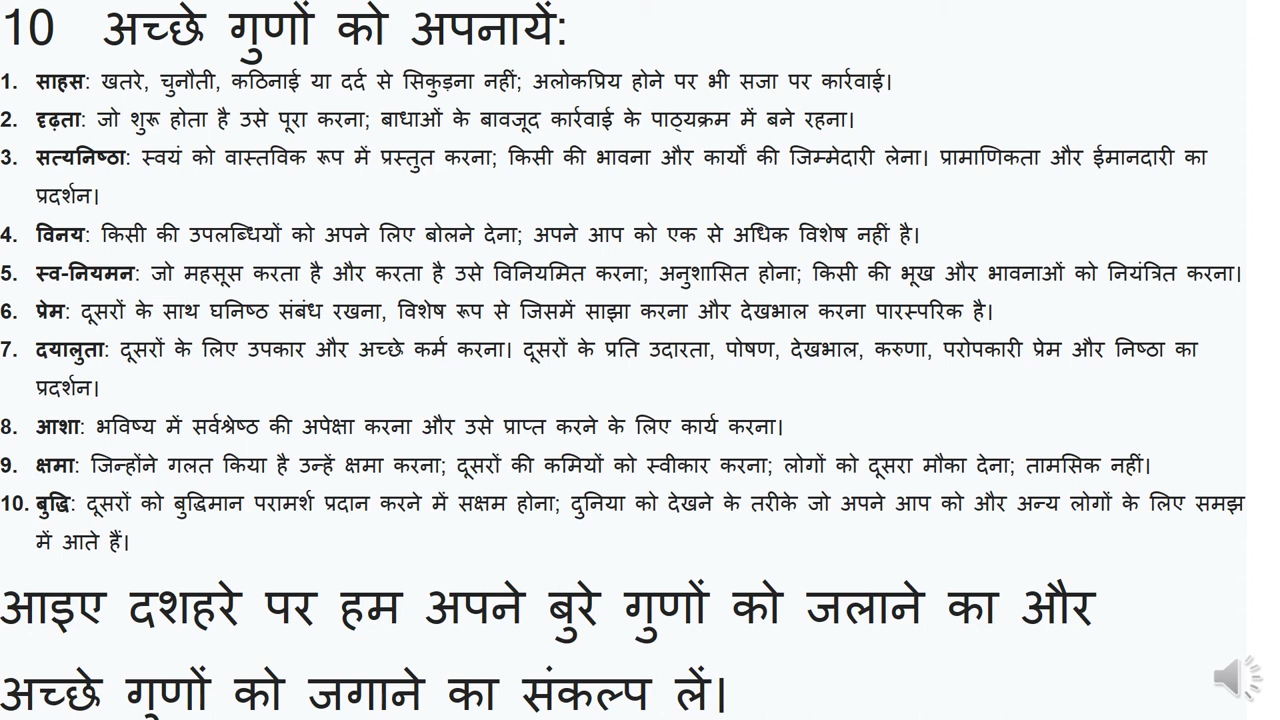 10 अच्छे गुणों को अपनायें:
1. साहस: खतरे, चुनौती, कठिनाई या दर्द से सिकुड़ना नहीं; अलोकप्रिय होने पर भी सजा पर कार्रवाई।
2. दृढ़ता: जो शुरू होता है उसे पूरा करना; बाधाओं के बावजूद कार्रवाई के पाठ्यक्रम में बने रहना।
3. सत्यनिष्ठा: स्वयं को वास्तविक रूप में प्रस्तुत करना; किसी की भावना और कार्यों की जिम्मेदारी लेना। प्रामाणिकता और ईमानदारी का
प्रदर्शन।
4. विनय: किसी की उपलब्धियों को अपने लिए बोलने देना; अपने आप को एक से अधिक विशेष नहीं है।
5. स्व-नियमन: जो महसूस करता है और करता है उसे विनियमित करना; अनुशासित होना; किसी की भूख और भावनाओं को नियंत्रित करना।
6. प्रेम: दूसरों के साथ घनिष्ठ संबंध रखना, विशेष रूप से जिसमें साझा करना और देखभाल करना पारस्परिक है।
7. दयालुता: दूसरों के लिए उपकार और अच्छे कर्म करना। दूसरों के प्रति उदारता, पोषण, देखभाल, करुणा, परोपकारी प्रेम और निष्ठा का
प्रदर्शन।
8. आशा: भविष्य में सर्वश्रेष्ठ की अपेक्षा करना और उसे प्राप्त करने के लिए कार्य करना।
9. क्षमा: जिन्होंने गलत किया है उन्हें क्षमा करना; दूसरों की कमियों को स्वीकार करना; लोगों को दूसरा मौका देना; तामसिक नहीं।
10. बुद्धि: दूसरों को बुद्धिमान परामर्श प्रदान करने में सक्षम होना; दुनिया को देखने के तरीके जो अपने आप को और अन्य लोगों के लिए समझ
में आते हैं।
आइए दशहरे पर हम अपने बुरे गुणों को जलाने का और
अच्छे गुणों को जगाने का संकल्प लें।